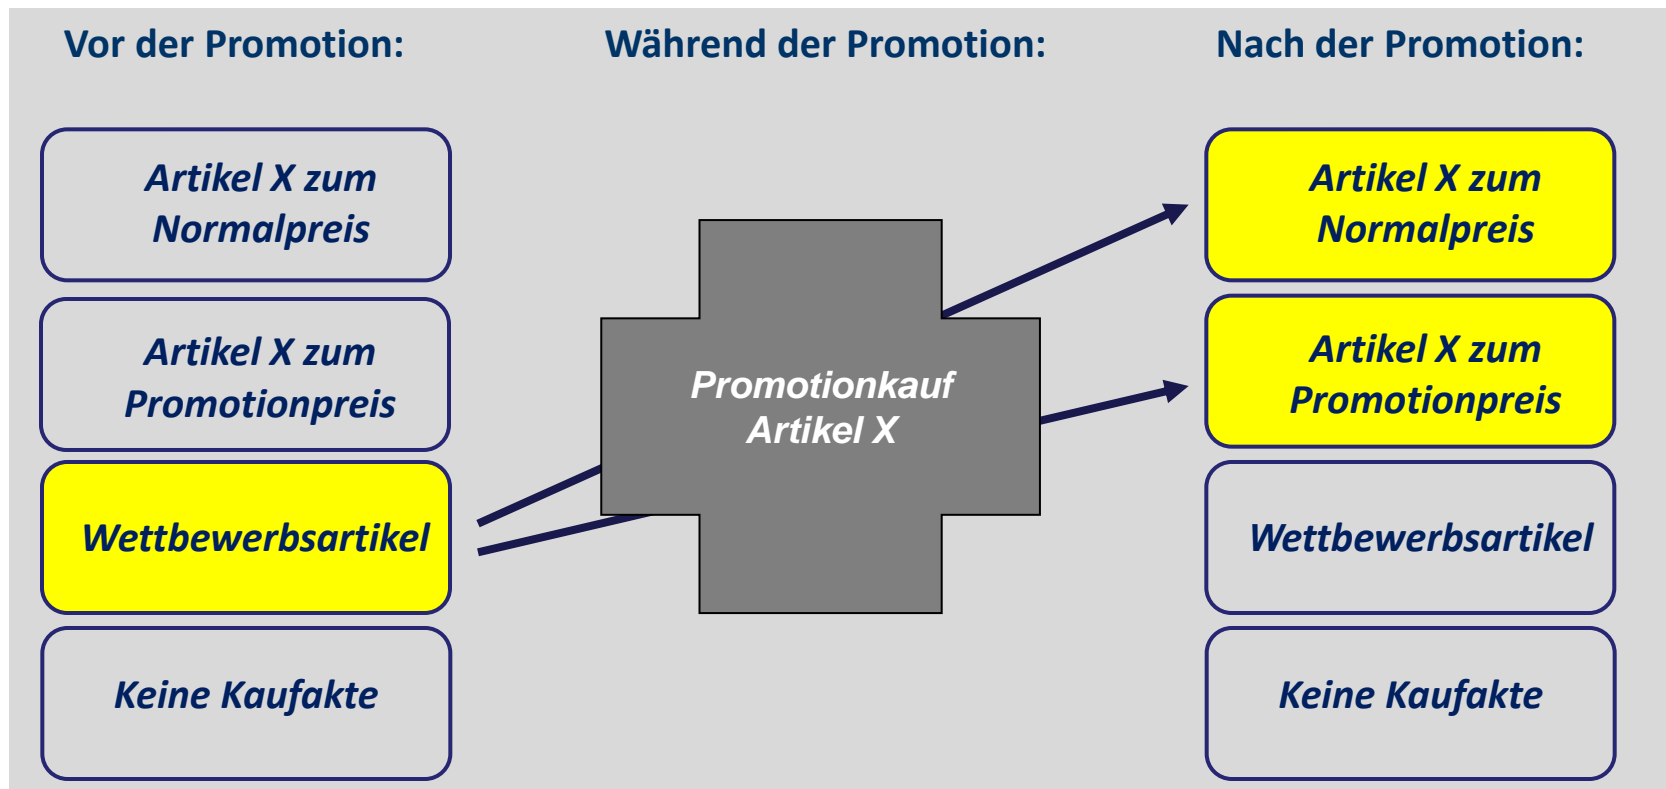 Vor der Promotion:
Während der Promotion:
Nach der Promotion:
Artikel X zum
Normalpreis
Artikel X zum
Promotionpreis
Wettbewerbsartikel
Keine Kaufakte
Promotionkauf
Artikel X
Artikel X zum
Normalpreis
Artikel X zum
Promotionpreis
Wettbewerbsartikel
Keine Kaufakte